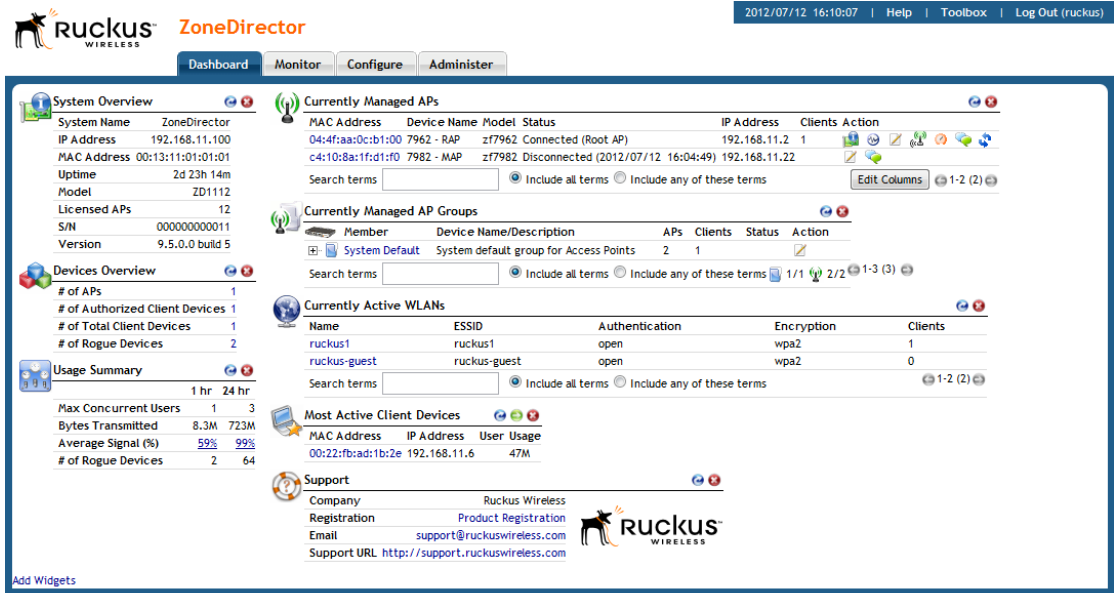 2012/07/12 16:10:07 | Help | Toolbox | Log Out (ruckus)
Ruckus WIRELESS ZoneDirector
Dashboard Monitor Configure Administer
System Overview
System Name ZoneDirector
IP Address 192.168.11.100
MAC Address 00:13:11:01:01:01
Uptime 2d 23h 14m
Model ZD1112
Licensed APs 12
S/N 000000000011
Version 9.5.0.0 build 5
Devices Overview
# of APs 1
# of Authorized Client Devices 1
# of Total Client Devices 1
# of Rogue Devices 2
Usage Summary
1 hr 24 hr
Max Concurrent Users 1 3
Bytes Transmitted 8.3M 723M
Average Signal (%) 59% 99%
# of Rogue Devices 2 64
Currently Managed APs
MAC Address Device Name Model Status IP Address Clients Action
04:4f:aa:0c:b1:00 7962 - RAP zf7962 Connected (Root AP) 192.168.11.2 1
c4:10:8a:1f:d1:f0 7982 - MAP zf7982 Disconnected (2012/07/12 16:04:49) 192.168.11.22
Search terms Include all terms Include any of these terms Edit Columns 1-2 (2)
Currently Managed AP Groups
Member Device Name/Description APs Clients Status Action
System Default System default group for Access Points 2 1
Search terms Include all terms Include any of these terms 1/1 2/2 1-3 (3)
Currently Active WLANs
Name ESSID Authentication Encryption Clients
ruckus1 ruckus1 open wpa2 1
ruckus-guest ruckus-guest open wpa2 0
Search terms Include all terms Include any of these terms 1-2 (2)
Most Active Client Devices
MAC Address IP Address User Usage
00:22:fb:ad:1b:2e 192.168.11.6 47M
Support
Company Ruckus Wireless
Registration Product Registration
Email support@ruckuswireless.com
Support URL http://support.ruckuswireless.com
Ruckus WIRELESS
Add Widgets